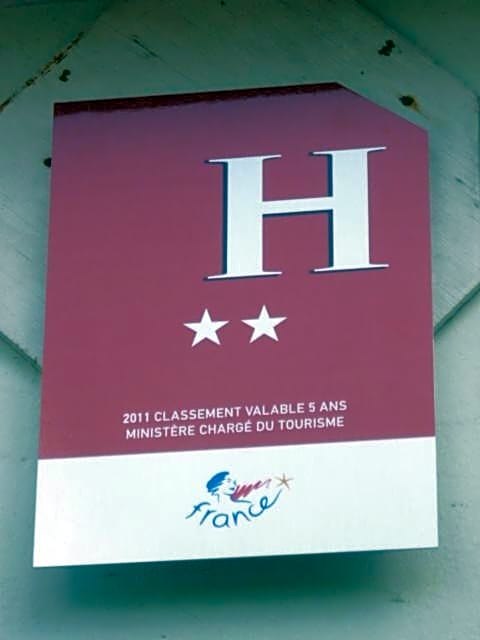 H
2011 CLASSEMENT VALABLE 5 ANS
MINISTÈRE CHARGÉ DU TOURISME
france